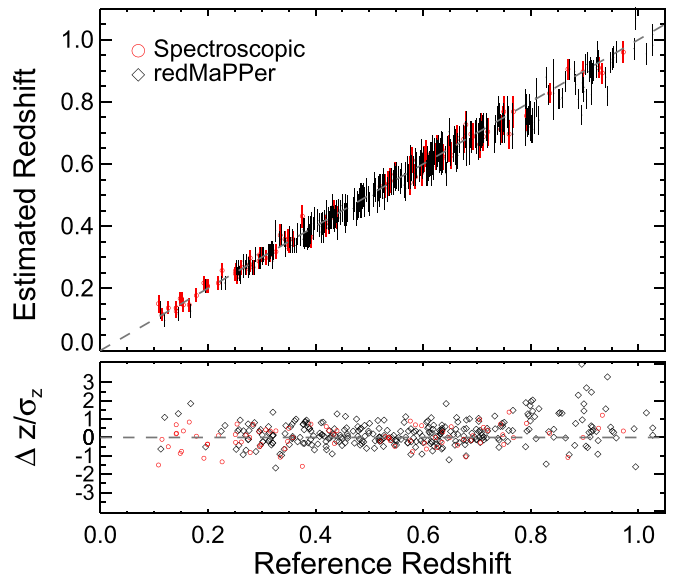 1.0
0.8
0.6
0.4
0.2
0.0
Estimated Redshift
Spectroscopic
redMaPPer
3
2
1
0
-1
-2
-3
Δ z/σz
0.0 0.2 0.4 0.6 0.8 1.0
Reference Redshift